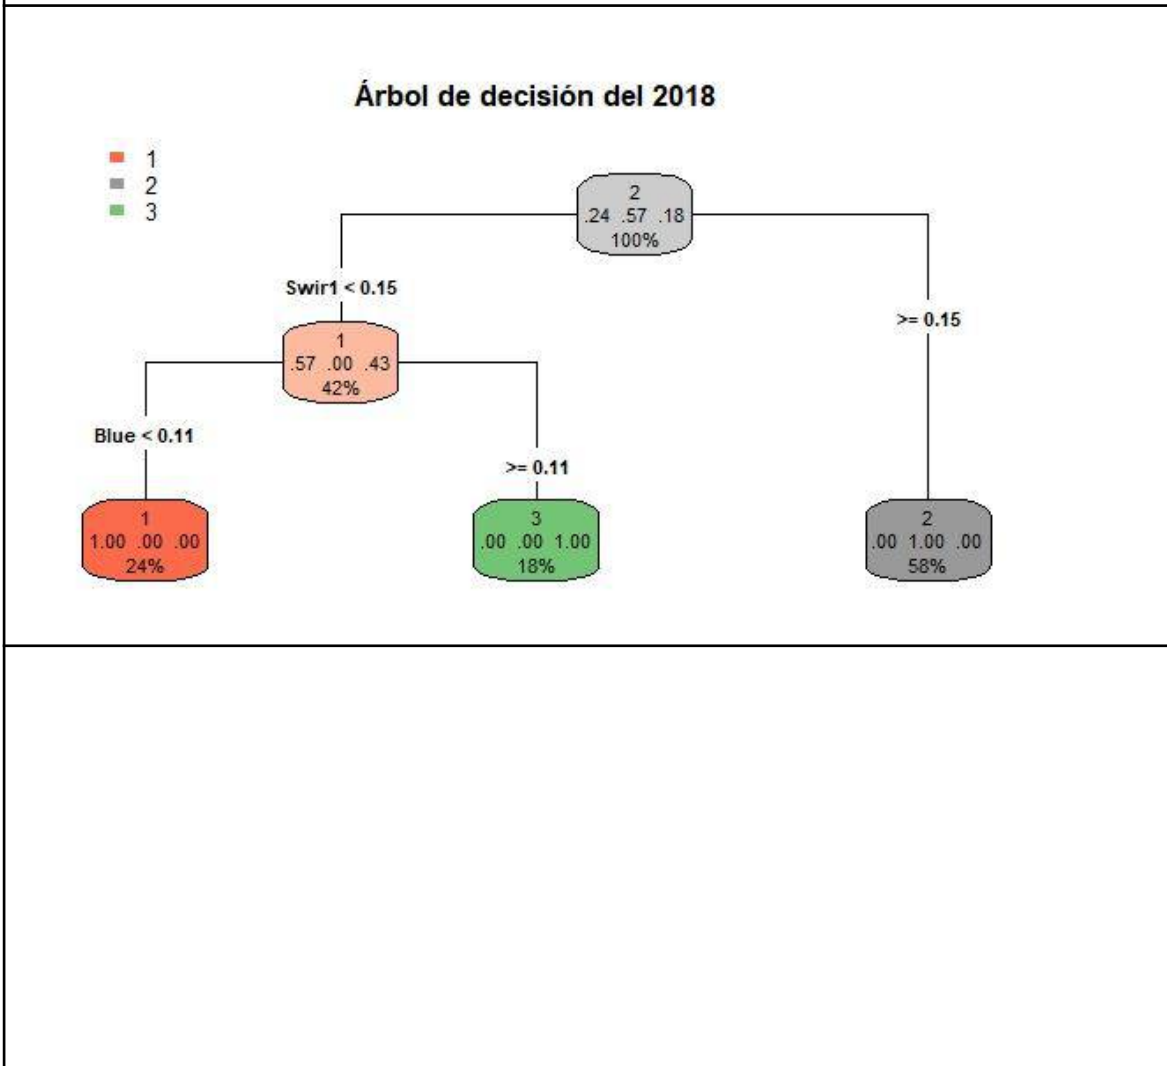 Árbol de decisión del 2018
1
2
3
2
.24 .57 .18
100%
Swir1 < 0.15
>= 0.15
1
.57 .00 .43
42%
Blue < 0.11
>= 0.11
1
1.00 .00 .00
24%
3
.00 .00 1.00
18%
2
.00 1.00 .00
58%